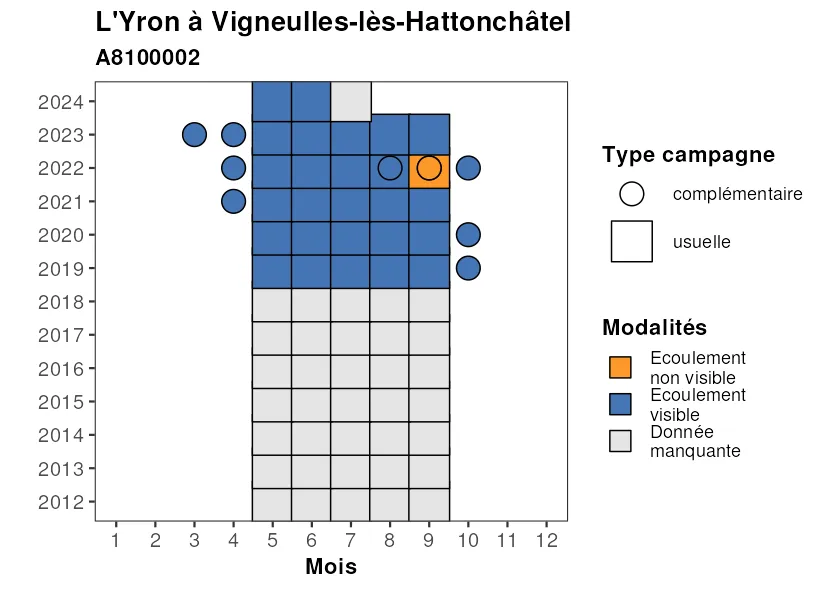 L'Yron à Vigneulles-lès-Hattonchâtel
A8100002
2024
2023
2022
2021
2020
2019
2018
2017
2016
2015
2014
2013
2012
1 2 3 4 5 6 7 8 9 10 11 12
Mois
Type campagne
complémentaire
usuelle
Modalités
Ecoulement
non visible
Ecoulement
visible
Donnée
manquante